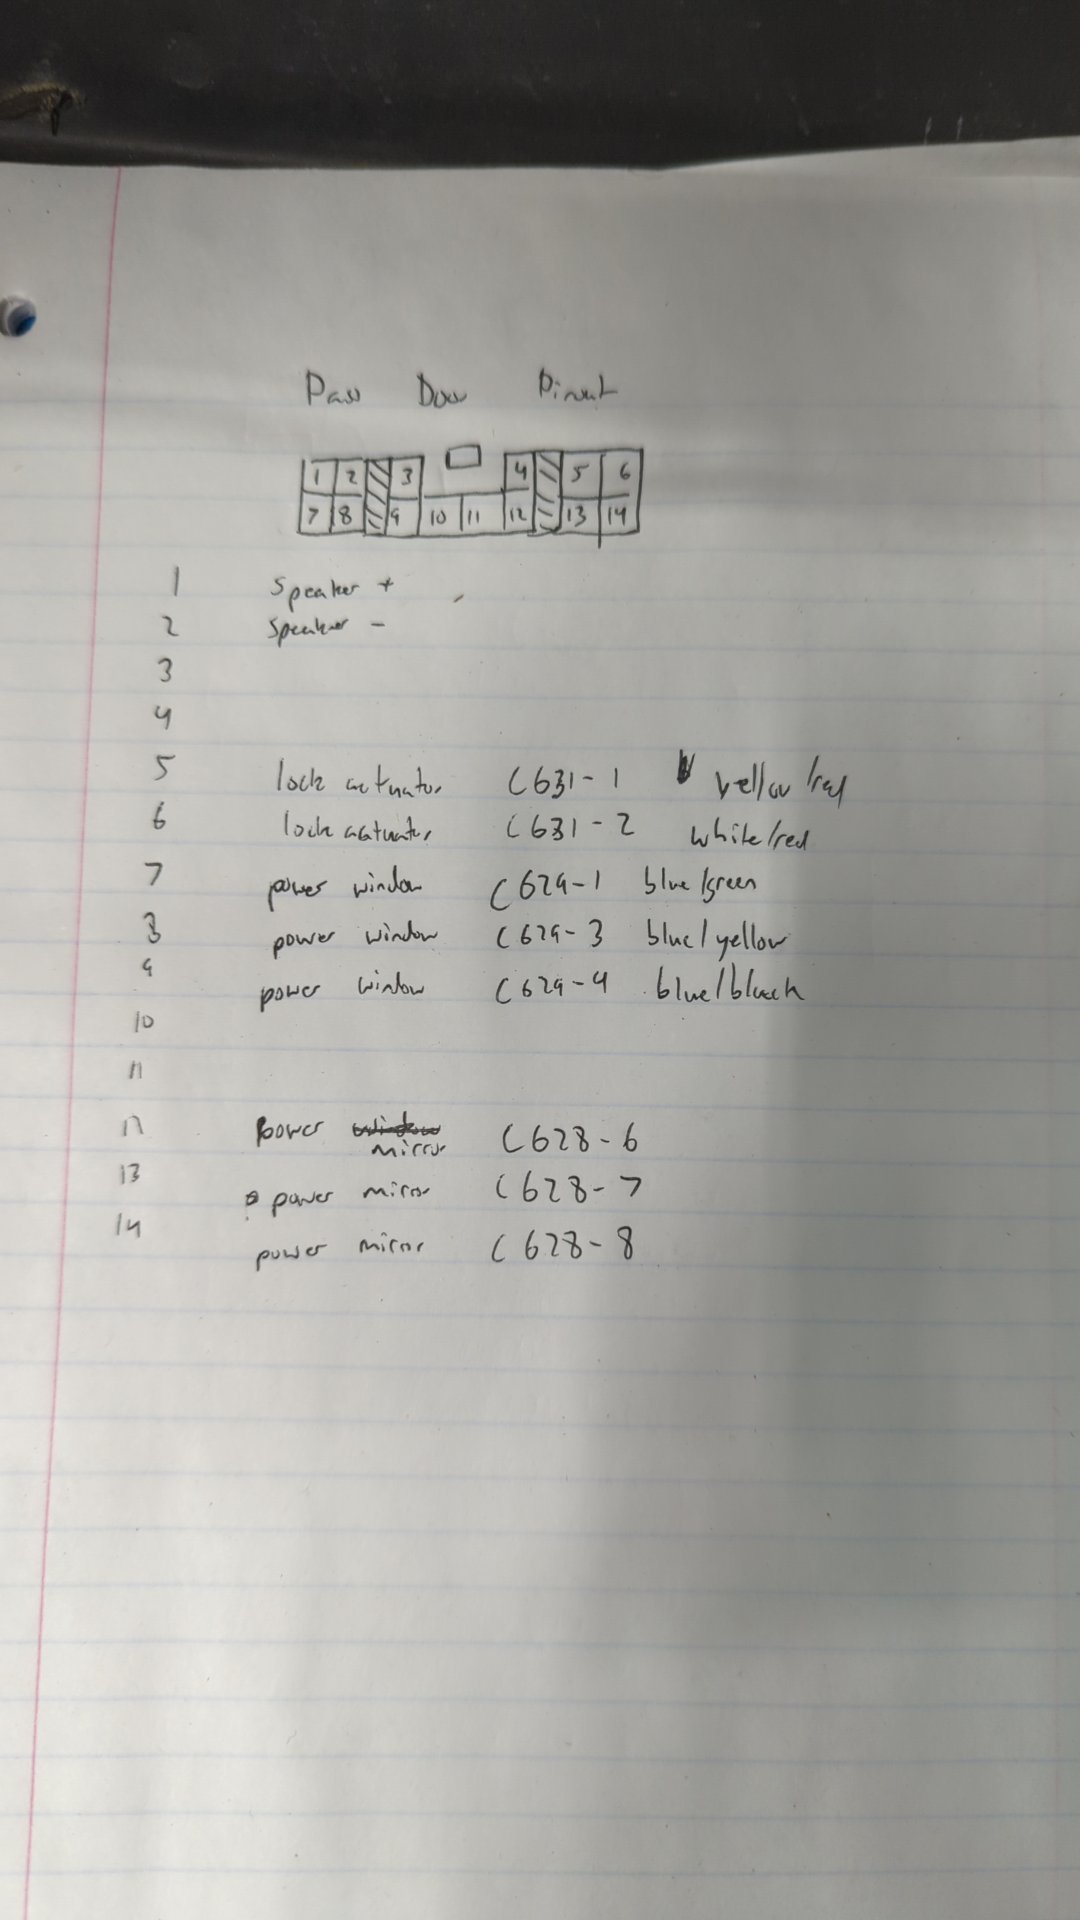 Pass Door Pinout
1 2 3 4 5 6
7 8 9 10 11 12 13 14
1 Speaker +
2 Speaker -
3
4
5 lock actuator C631-1 yellow/red
6 lock actuator C631-2 white/red
7 power window C629-1 blue/green
8 power window C629-3 blue/yellow
9 power window C629-4 blue/black
10
11
12 power window mirror C628-6
13 power mirror C628-7
14 power mirror C628-8